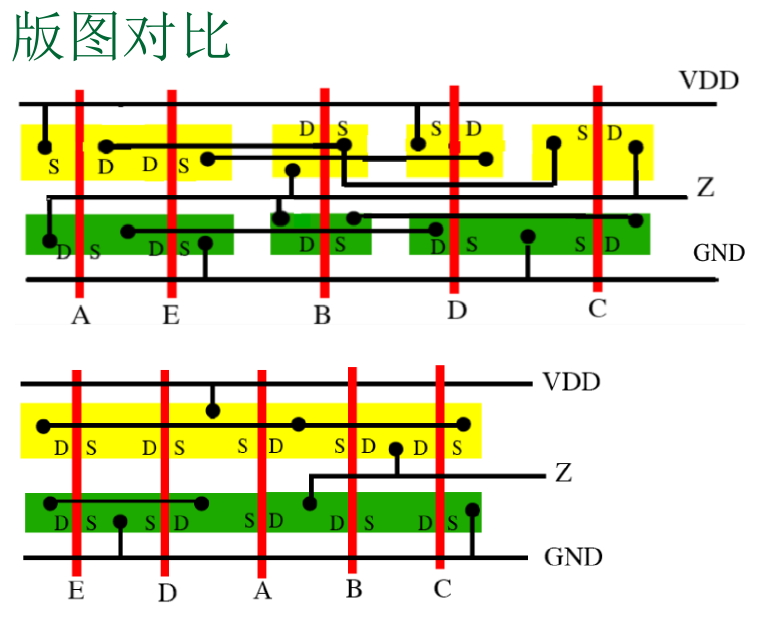 版图对比
VDD
D S S D S D
S D D S
Z
D S D S D S D S S D
GND
A E B D C
VDD
D S D S S D S D D S
Z
D S S D S D D S D S
GND
E D A B C